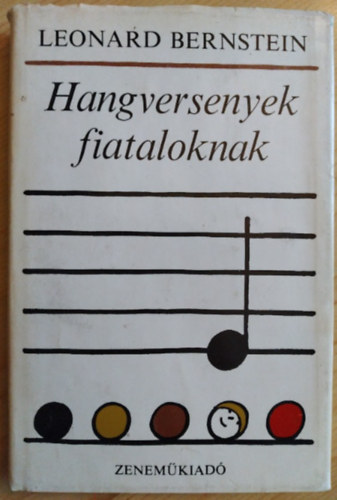 LEONARD BERNSTEIN
Hangversenyek
fiataloknak
ZENEMŰKIADÓ